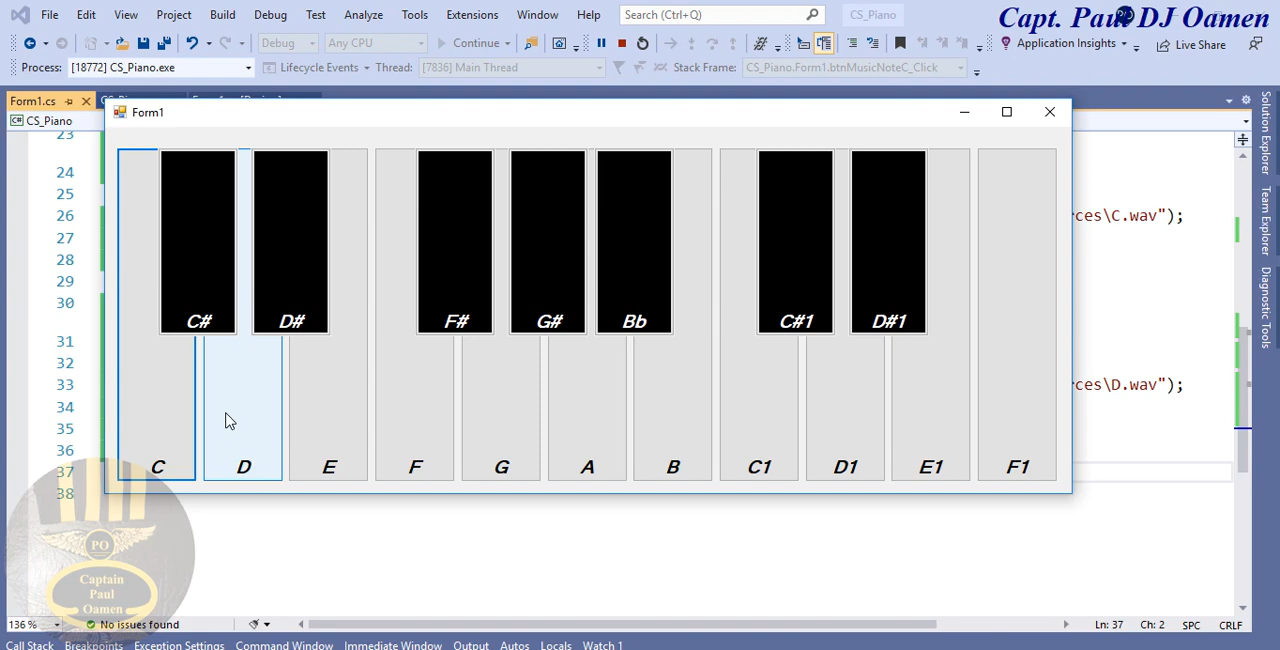 File Edit View Project Build Debug Test Analyze Tools Extensions Window Help Search (Ctrl+Q) CS_Piano
Capt. Paul DJ Oamen
Debug Any CPU Continue Application Insights Live Share
Process: [18772] CS_Piano.exe Lifecycle Events Thread: [7836] Main Thread Stack Frame: CS_Piano.Form1.btnMusicNoteC_Click
Form1.cs
CS_Piano
Form1
23
24
25
26 ces\C.wav");
27
28
29
30
31
32
33 ces\D.wav");
34
35
36
37
38
C# D# F# G# Bb C#1 D#1
C D E F G A B C1 D1 E1 F1
Solution Explorer
Team Explorer
Diagnostic Tools
PO
Captain
Paul
Oamen
136 % No issues found Ln: 37 Ch: 2 SPC CRLF
Call Stack Breakpoints Exception Settings Command Window Immediate Window Output Autos Locals Watch 1